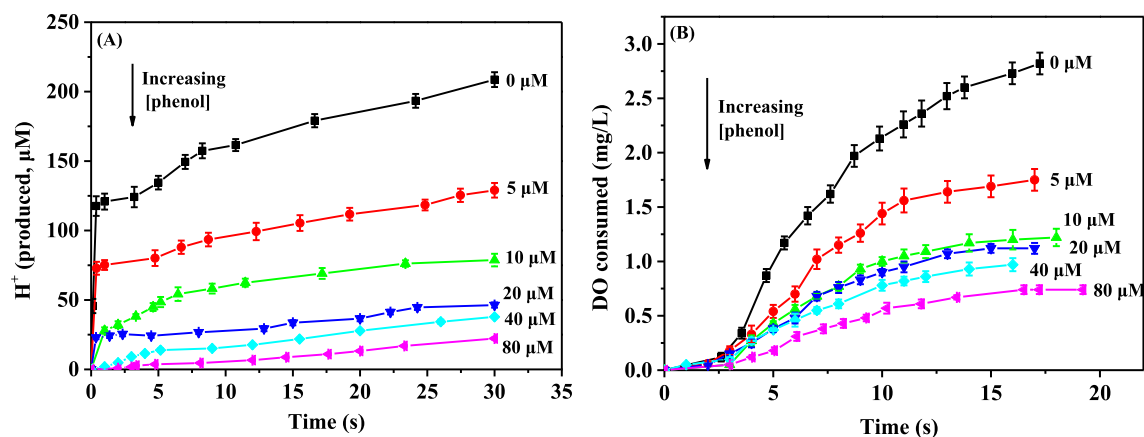 (A)
Increasing
[phenol]
0 µM
5 µM
10 µM
20 µM
40 µM
80 µM
H⁺ (produced, µM)
250
200
150
100
50
0
0 5 10 15 20 25 30 35
Time (s)
(B)
Increasing
[phenol]
0 µM
5 µM
10 µM
20 µM
40 µM
80 µM
DO consumed (mg/L)
3.0
2.5
2.0
1.5
1.0
0.5
0.0
0 5 10 15 20
Time (s)